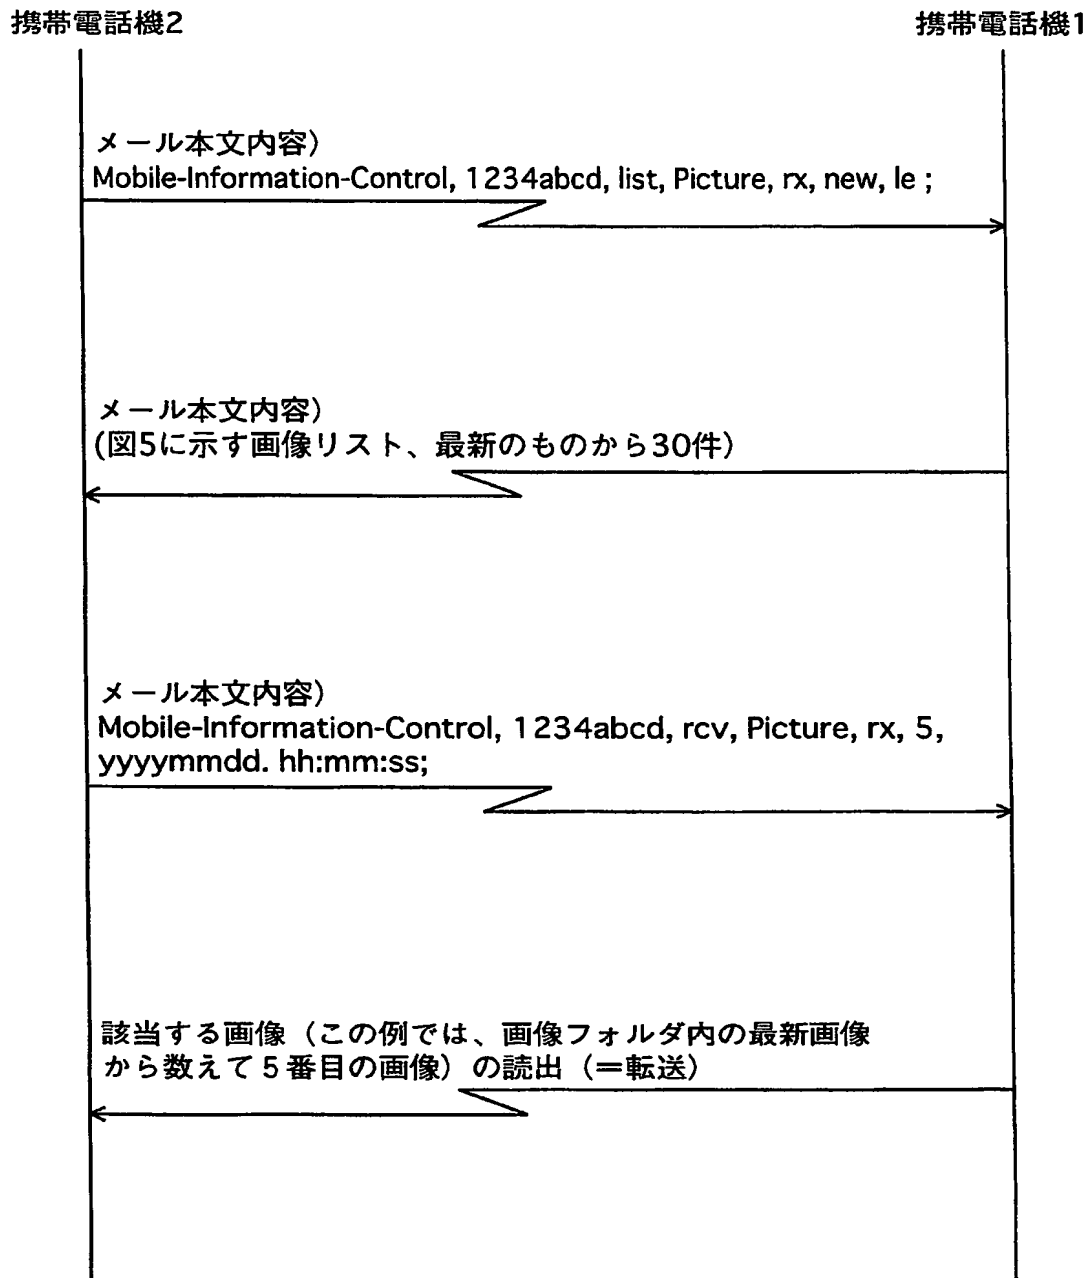 携帯電話機2
携帯電話機1
メール本文内容)
Mobile-Information-Control, 1234abcd, list, Picture, rx, new, le ;
メール本文内容)
(図5に示す画像リスト、最新のものから30件)
メール本文内容)
Mobile-Information-Control, 1234abcd, rcv, Picture, rx, 5,
yyyymmdd. hh:mm:ss;
該当する画像（この例では、画像フォルダ内の最新画像
から数えて５番目の画像）の読出（＝転送）